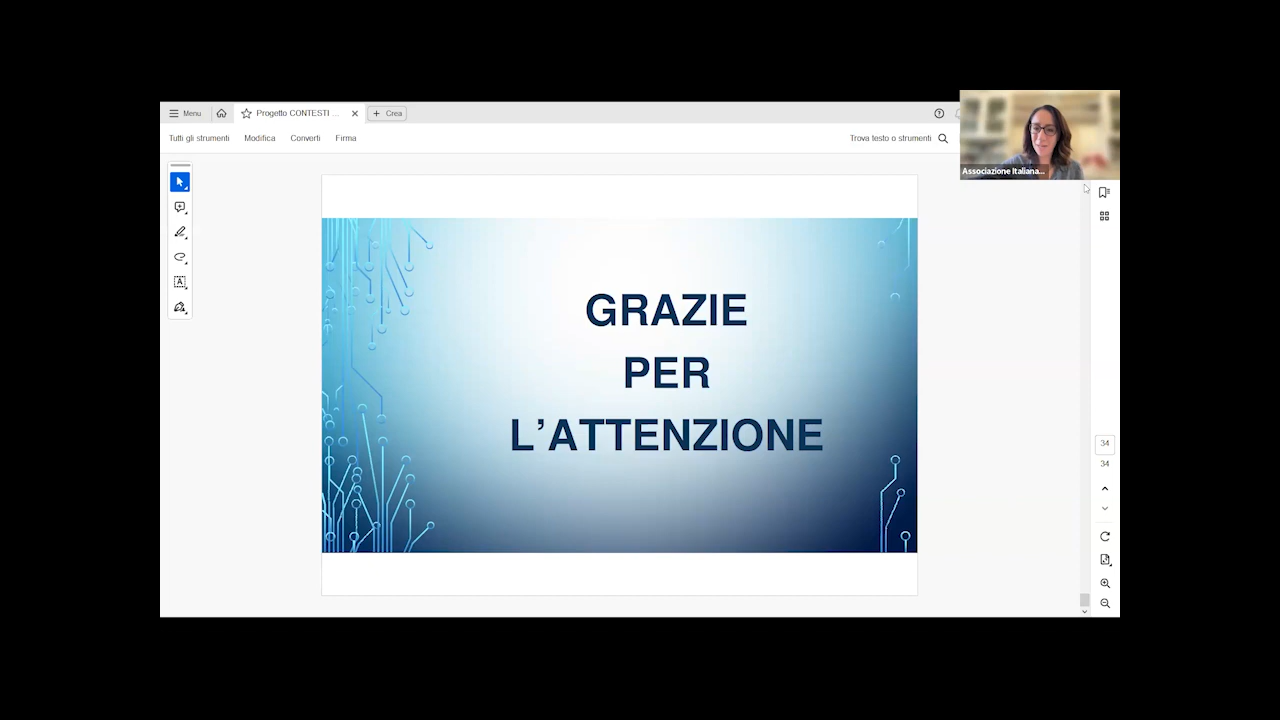 Menu
Progetto CONTESTI ...
Crea
Tutti gli strumenti
Modifica
Converti
Firma
Trova testo o strumenti
Associazione Italiana...
GRAZIE
PER
L'ATTENZIONE
34
34